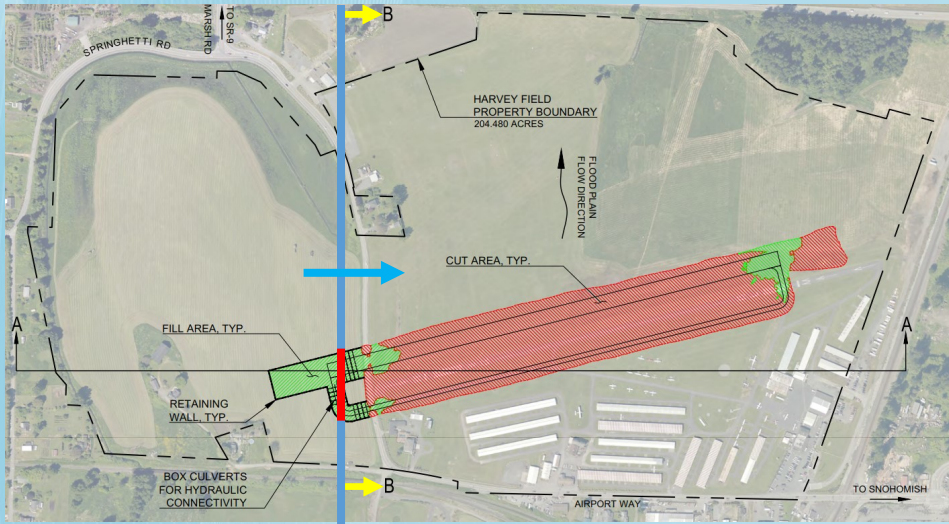 TO SR-9
MARSH RD
B
SPRINGHETTI RD
HARVEY FIELD
PROPERTY BOUNDARY
204.480 ACRES
FLOOD PLAIN
FLOW DIRECTION
CUT AREA, TYP.
A
A
FILL AREA, TYP.
RETAINING
WALL, TYP.
BOX CULVERTS
FOR HYDRAULIC
CONNECTIVITY
B
TO SNOHOMISH
AIRPORT WAY